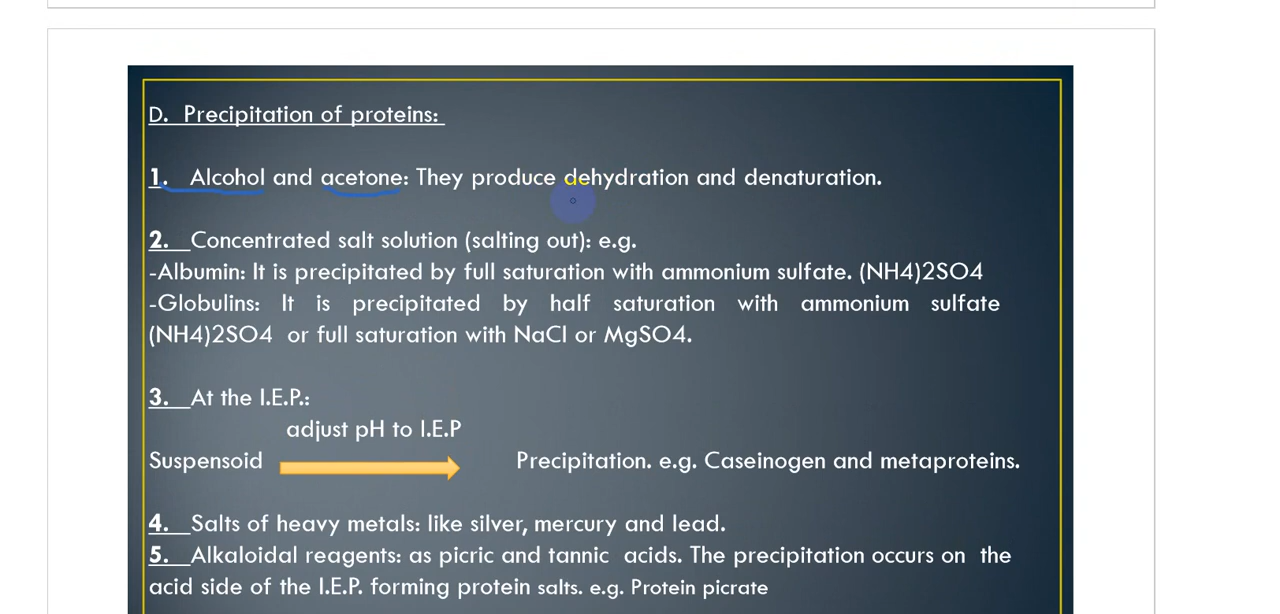 D. Precipitation of proteins:
1. Alcohol and acetone: They produce dehydration and denaturation.
2. Concentrated salt solution (salting out): e.g.
-Albumin: It is precipitated by full saturation with ammonium sulfate. (NH4)2SO4
-Globulins: It is precipitated by half saturation with ammonium sulfate
(NH4)2SO4 or full saturation with NaCl or MgSO4.
3. At the I.E.P.:
adjust pH to I.E.P
Suspensoid Precipitation. e.g. Caseinogen and metaproteins.
4. Salts of heavy metals: like silver, mercury and lead.
5. Alkaloidal reagents: as picric and tannic acids. The precipitation occurs on the
acid side of the I.E.P. forming protein salts. e.g. Protein picrate